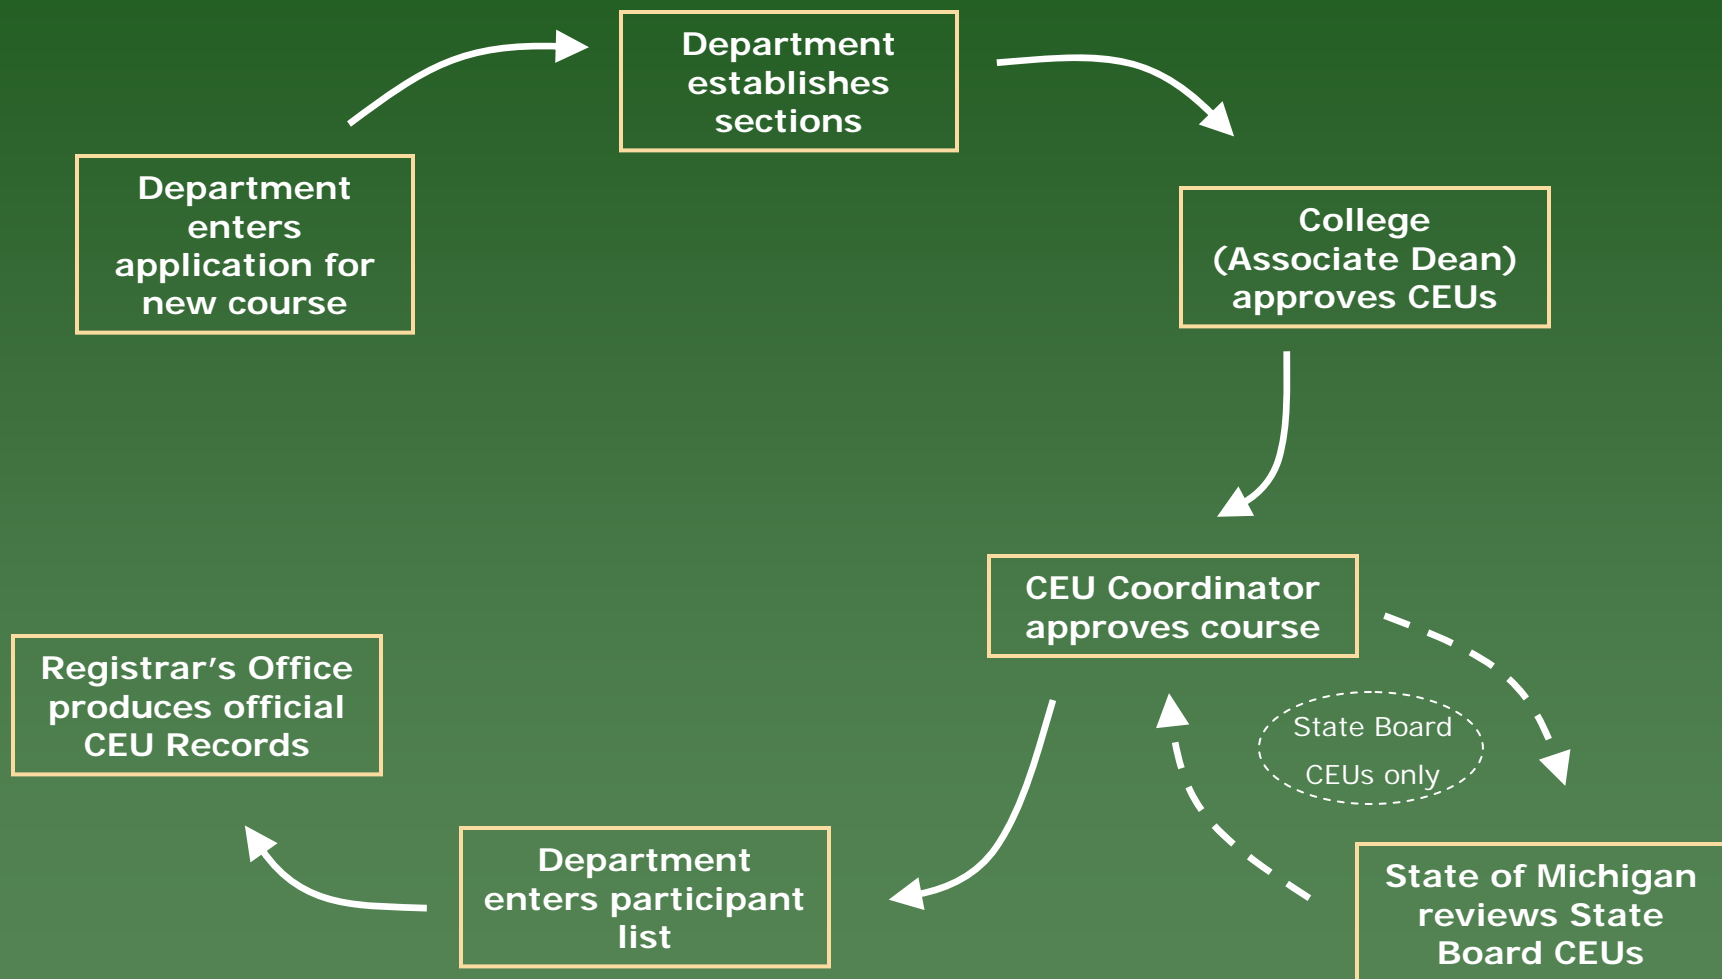 Department
establishes
sections
Department
enters
application for
new course
College
(Associate Dean)
approves CEUs
CEU Coordinator
approves course
State Board
CEUs only
State of Michigan
reviews State
Board CEUs
Department
enters participant
list
Registrar’s Office
produces official
CEU Records